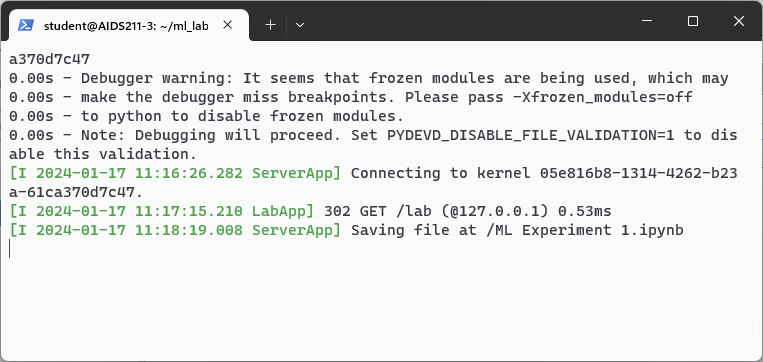 student@AIDS211-3: ~/ml_lab
a370d7c47
0.00s - Debugger warning: It seems that frozen modules are being used, which may
0.00s - make the debugger miss breakpoints. Please pass -Xfrozen_modules=off
0.00s - to python to disable frozen modules.
0.00s - Note: Debugging will proceed. Set PYDEVD_DISABLE_FILE_VALIDATION=1 to dis
able this validation.
[I 2024-01-17 11:16:26.282 ServerApp] Connecting to kernel 05e816b8-1314-4262-b23
a-61ca370d7c47.
[I 2024-01-17 11:17:15.210 LabApp] 302 GET /lab (@127.0.0.1) 0.53ms
[I 2024-01-17 11:18:19.008 ServerApp] Saving file at /ML Experiment 1.ipynb